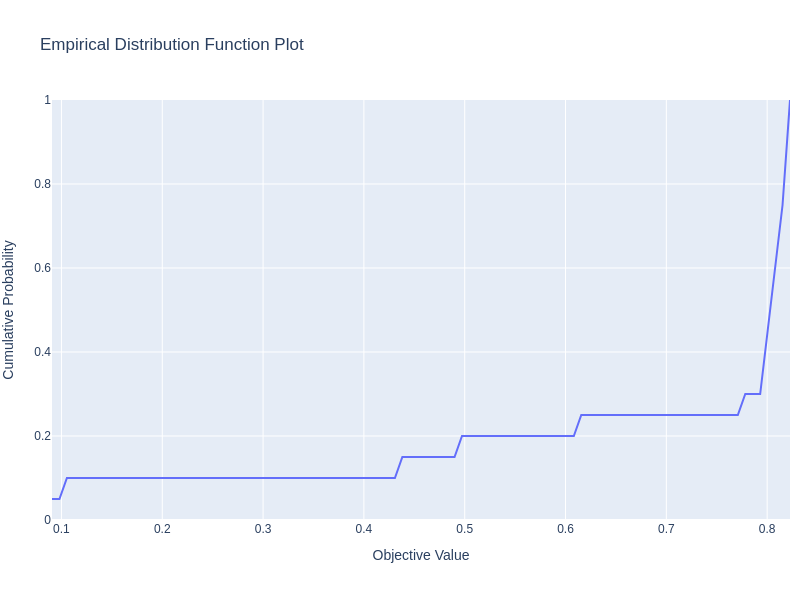 Empirical Distribution Function Plot
1
0.8
0.6
0.4
0.2
0
Cumulative Probability
0.1 0.2 0.3 0.4 0.5 0.6 0.7 0.8
Objective Value